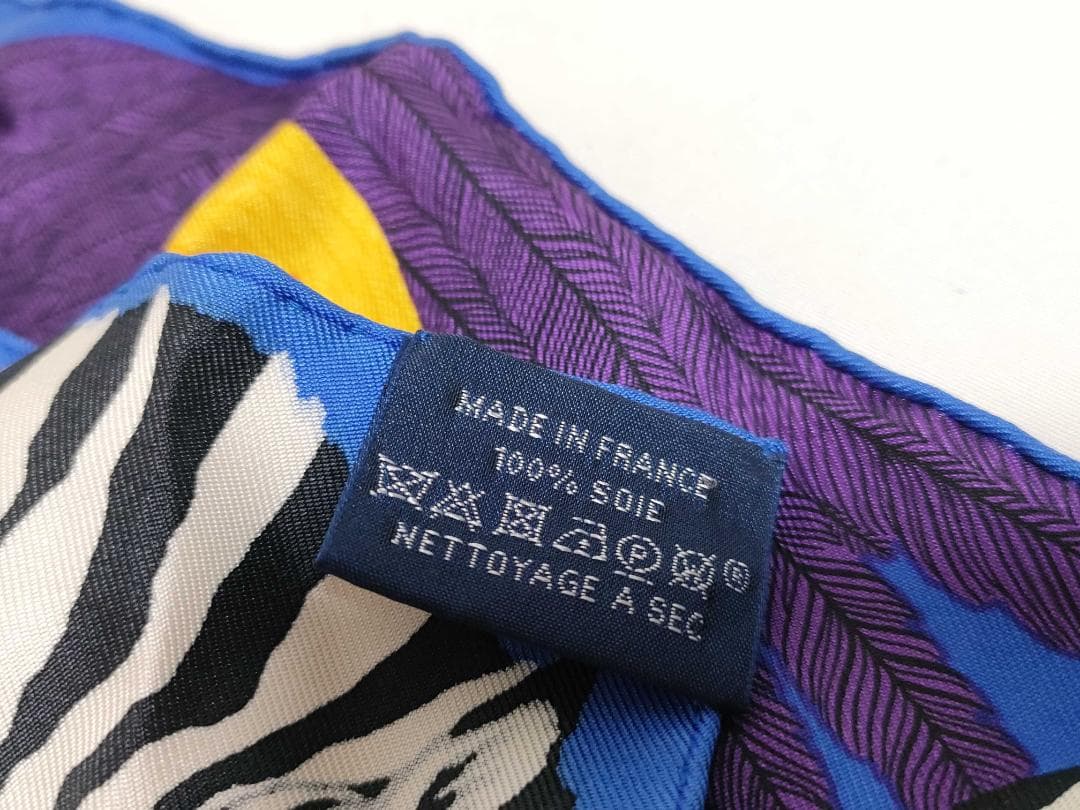 MADE IN FRANCE
100% SOIE
P W ®
NETTOYAGE A SEC